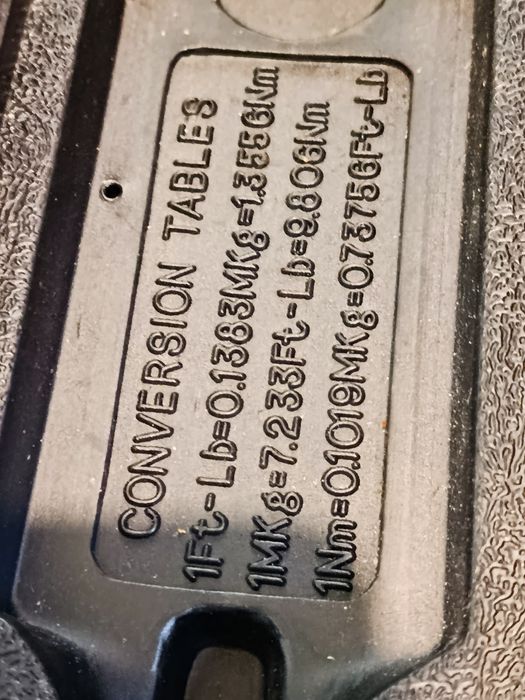 CONVERSION TABLES
1Ft-Lb=0.1383MKg=1.3556Nm
1MKg=7.233Ft-Lb=9.806Nm
1Nm=0.1019MKg=0.73756Ft-Lb